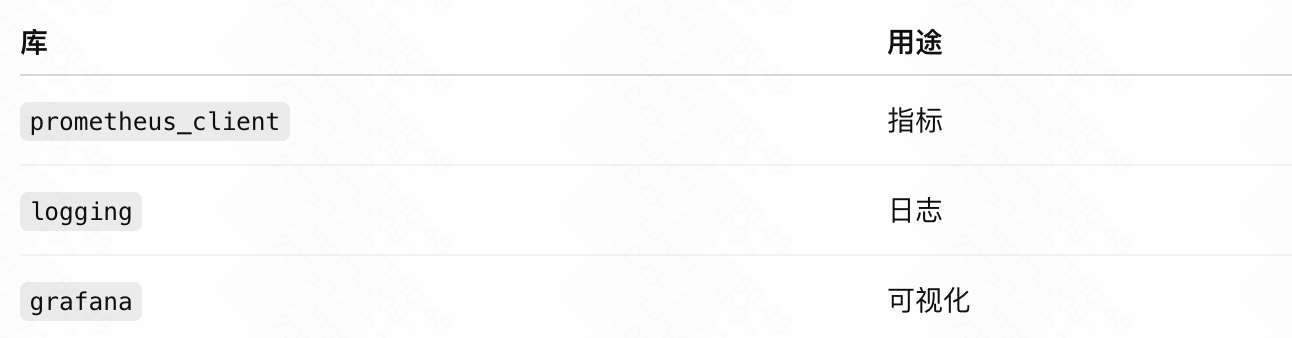 库 用途
prometheus_client 指标
logging 日志
grafana 可视化